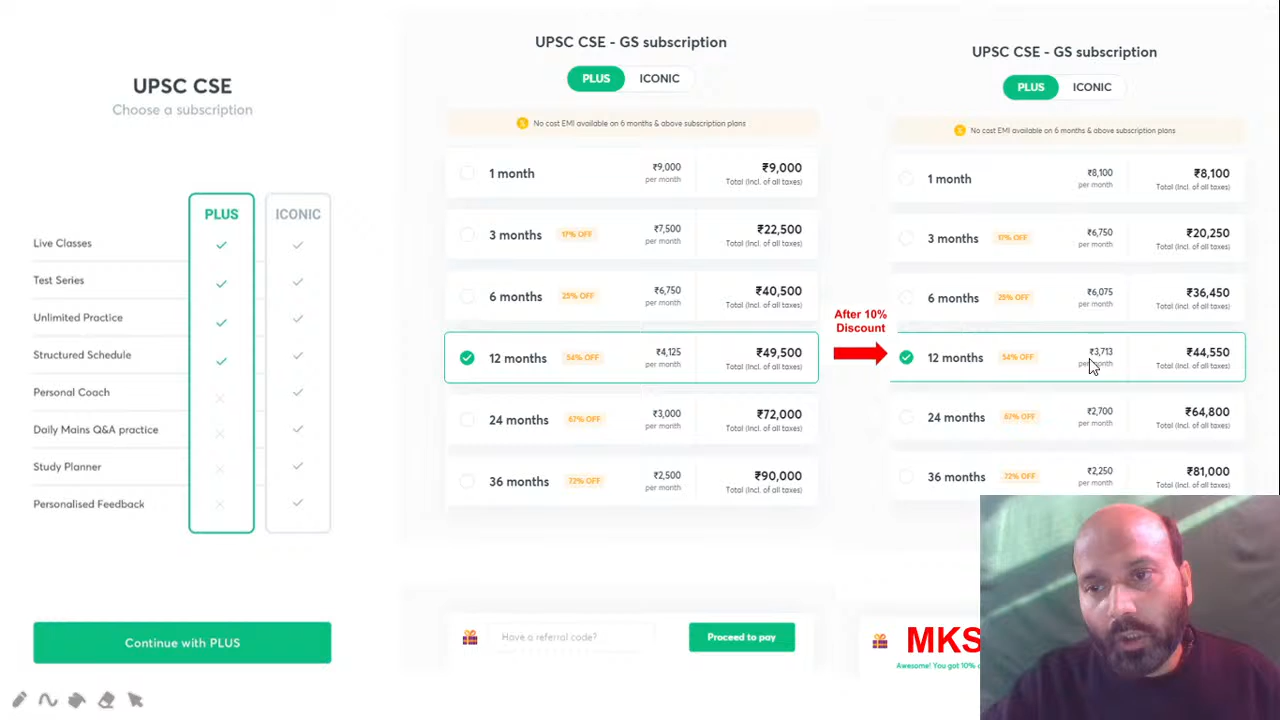 UPSC CSE
Choose a subscription
PLUS
ICONIC
Live Classes
Test Series
Unlimited Practice
Structured Schedule
Personal Coach
Daily Mains Q&A practice
Study Planner
Personalised Feedback
Continue with PLUS
UPSC CSE - GS subscription
PLUS
ICONIC
No cost EMI available on 6 months & above subscription plans
1 month ₹9,000 ₹9,000
per month Total (Incl. of all taxes)
3 months 17% OFF ₹7,500 ₹22,500
per month Total (Incl. of all taxes)
6 months 25% OFF ₹6,750 ₹40,500
per month Total (Incl. of all taxes)
12 months 54% OFF ₹4,125 ₹49,500
per month Total (Incl. of all taxes)
24 months 67% OFF ₹3,000 ₹72,000
per month Total (Incl. of all taxes)
36 months 72% OFF ₹2,500 ₹90,000
per month Total (Incl. of all taxes)
Have a referral code?
Proceed to pay
After 10%
Discount
UPSC CSE - GS subscription
PLUS
ICONIC
No cost EMI available on 6 months & above subscription plans
1 month ₹8,100 ₹8,100
per month Total (Incl. of all taxes)
3 months 17% OFF ₹6,750 ₹20,250
per month Total (Incl. of all taxes)
6 months 25% OFF ₹6,075 ₹36,450
per month Total (Incl. of all taxes)
12 months 54% OFF ₹3,713 ₹44,550
per month Total (Incl. of all taxes)
24 months 67% OFF ₹2,700 ₹64,800
per month Total (Incl. of all taxes)
36 months 72% OFF ₹2,250 ₹81,000
per month Total (Incl. of all taxes)
MKS
Awesome! You got 10%